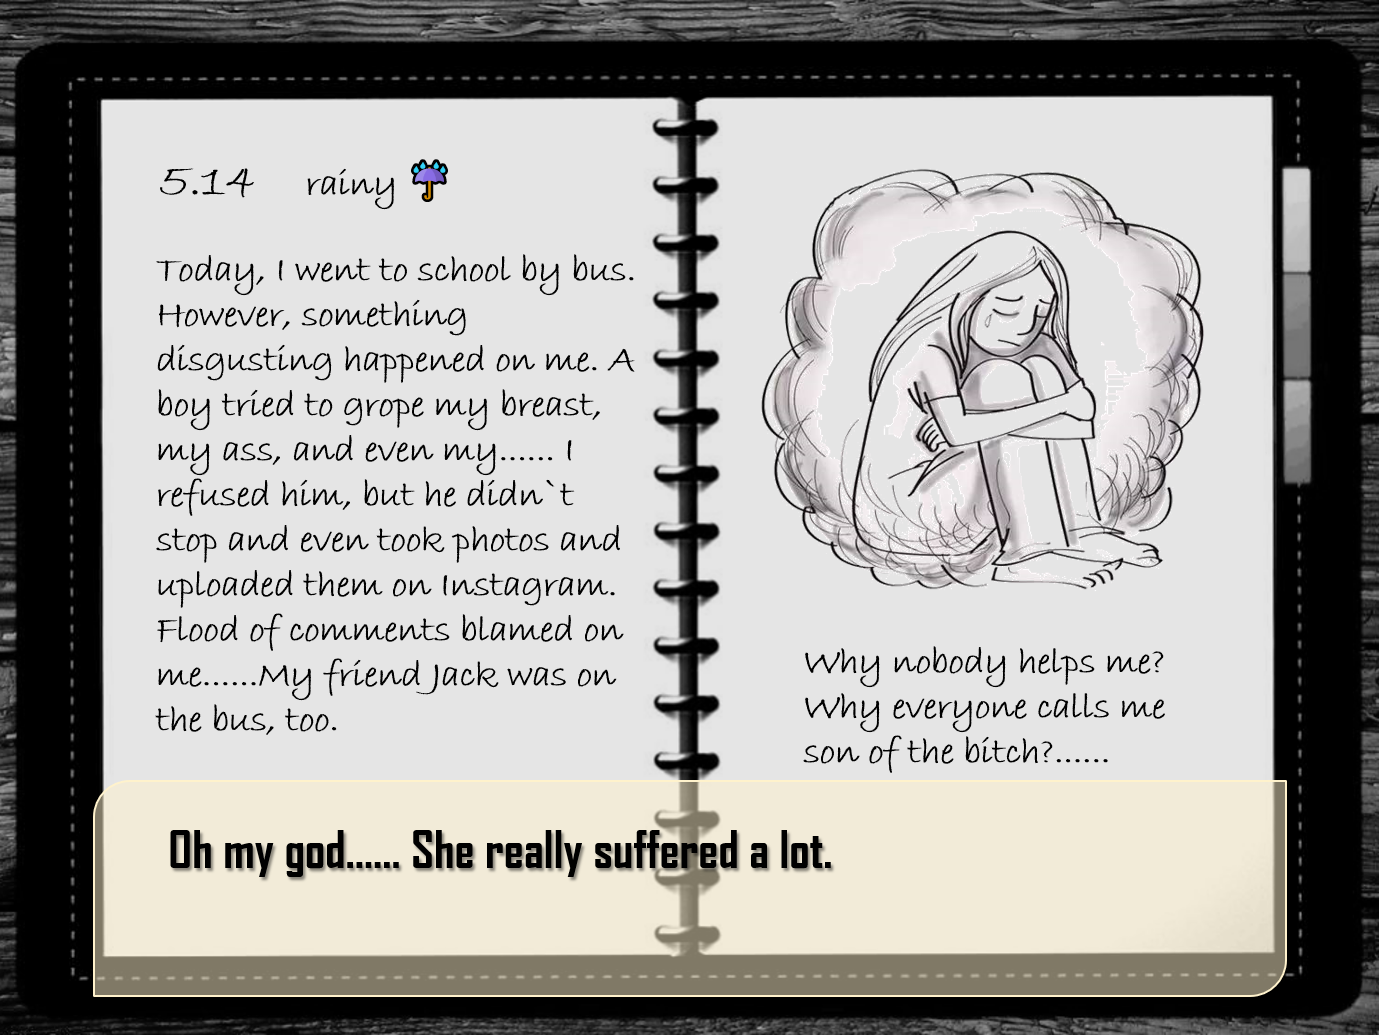 5.14 rainy
Today, I went to school by bus.
However, something
disgusting happened on me. A
boy tried to grope my breast,
my ass, and even my...... I
refused him, but he didn`t
stop and even took photos and
uploaded them on Instagram.
Flood of comments blamed on
me......My friend Jack was on
the bus, too.
Why nobody helps me?
Why everyone calls me
son of the bitch?......
Oh my god...... She really suffered a lot.